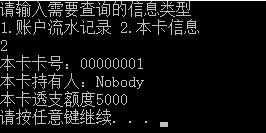 请输入需要查询的信息类型
1.账户流水记录 2.本卡信息
2
本卡卡号：00000001
本卡持有人：Nobody
本卡透支额度5000
请按任意键继续. . .